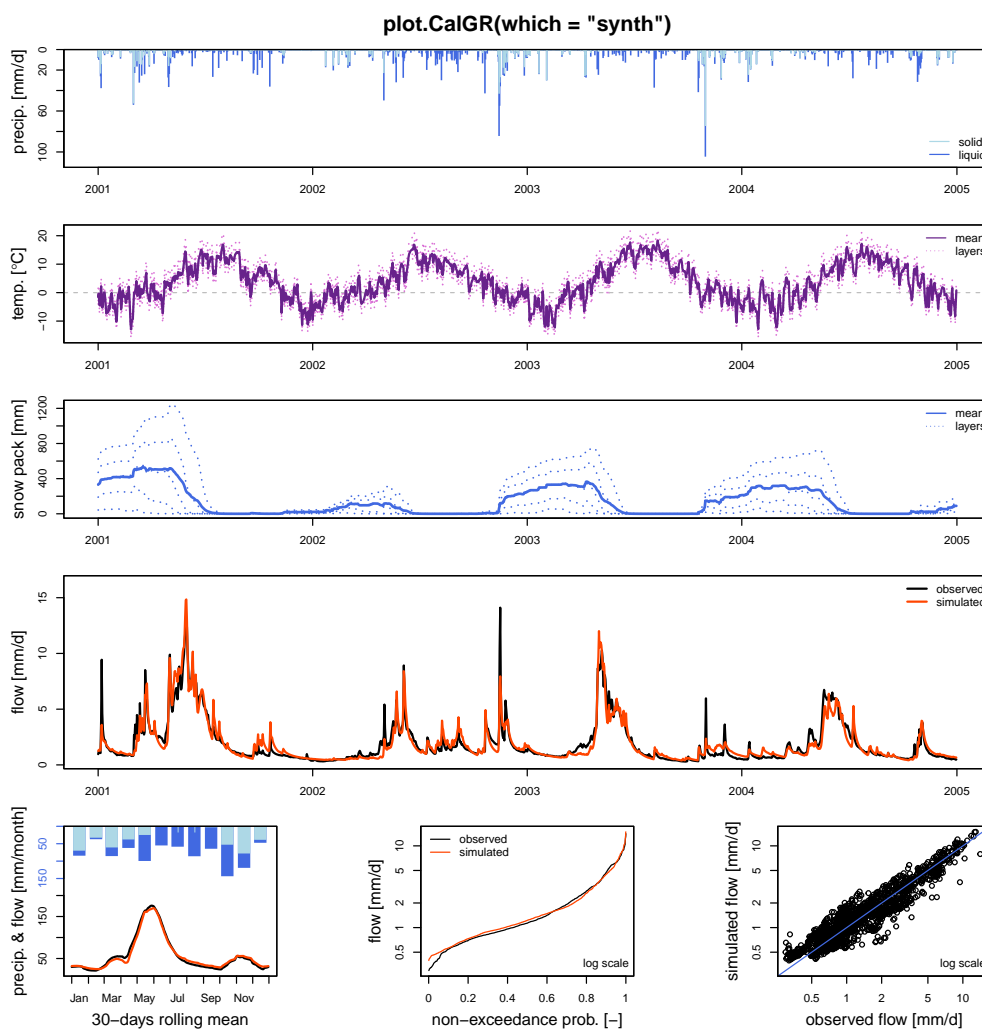 plot.CalGR(which = "synth")
precip. [mm/d]
0
20
60
100
solid
liquid
2001 2002 2003 2004 2005
temp. [°C]
20
10
0
−10
mean
layers
2001 2002 2003 2004 2005
snow pack [mm]
1200
800
400
0
mean
layers
2001 2002 2003 2004 2005
flow [mm/d]
15
10
5
0
observed
simulated
2001 2002 2003 2004 2005
precip. & flow [mm/month]
50
150
150
50
Jan Mar May Jul Sep Nov
30−days rolling mean
flow [mm/d]
10
5
2
1
0.5
observed
simulated
log scale
0 0.2 0.4 0.6 0.8 1
non−exceedance prob. [−]
simulated flow [mm/d]
10
5
2
1
0.5
log scale
0.5 1 2 5 10
observed flow [mm/d]